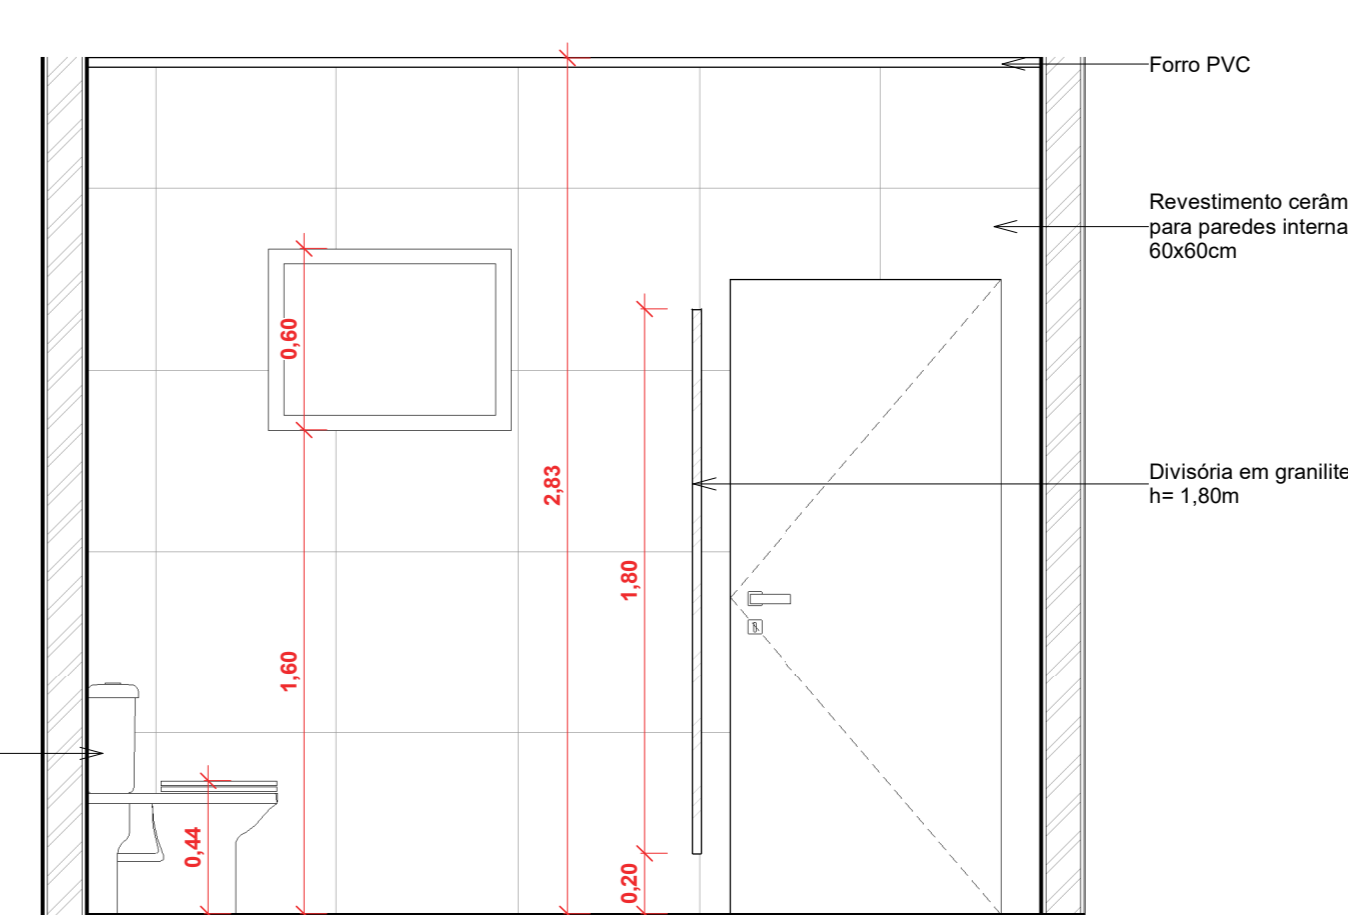 Forro PVC
Revestimento cerâm
para paredes interna
60x60cm
0,60
2,83
Divisória em granilite
h= 1,80m
1,80
1,60
0,44
0,20